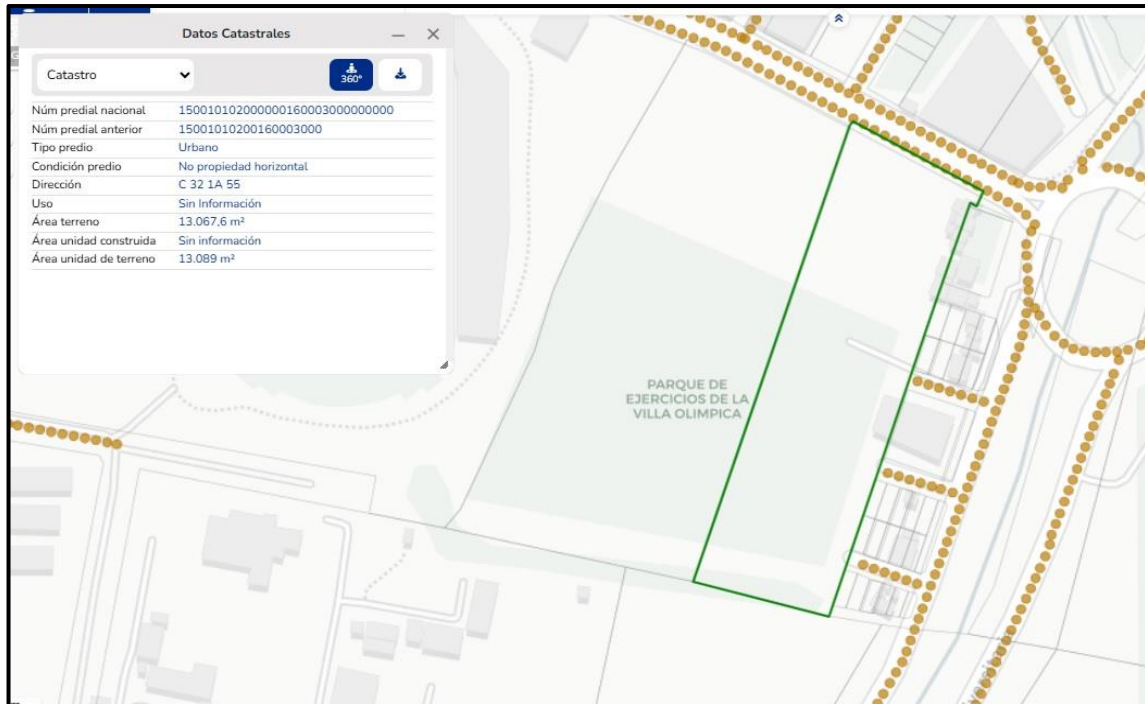 Datos Catastrales
Catastro
360°
Núm predial nacional 150010102000000160003000000000
Núm predial anterior 15001010200160003000
Tipo predio Urbano
Condición predio No propiedad horizontal
Dirección C 32 1A 55
Uso Sin Información
Área terreno 13.067,6 m²
Área unidad construida Sin información
Área unidad de terreno 13.089 m²
PARQUE DE
EJERCICIOS DE LA
VILLA OLIMPICA